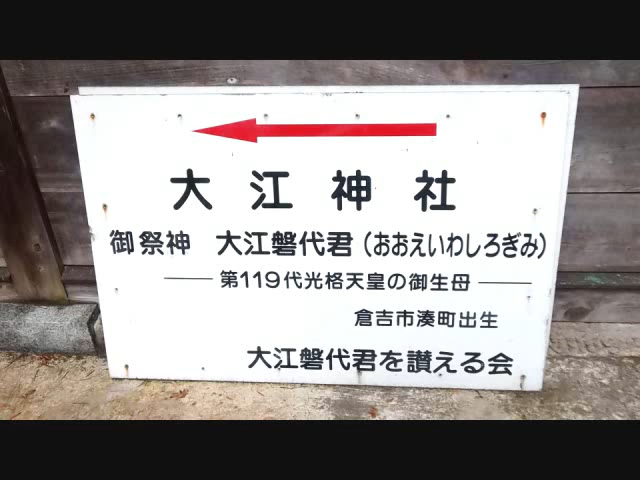 大江神社
御祭神 大江磐代君(おおえいわしろぎみ)
第119代光格天皇の御生母
倉吉市湊町出生
大江磐代君を讃える会